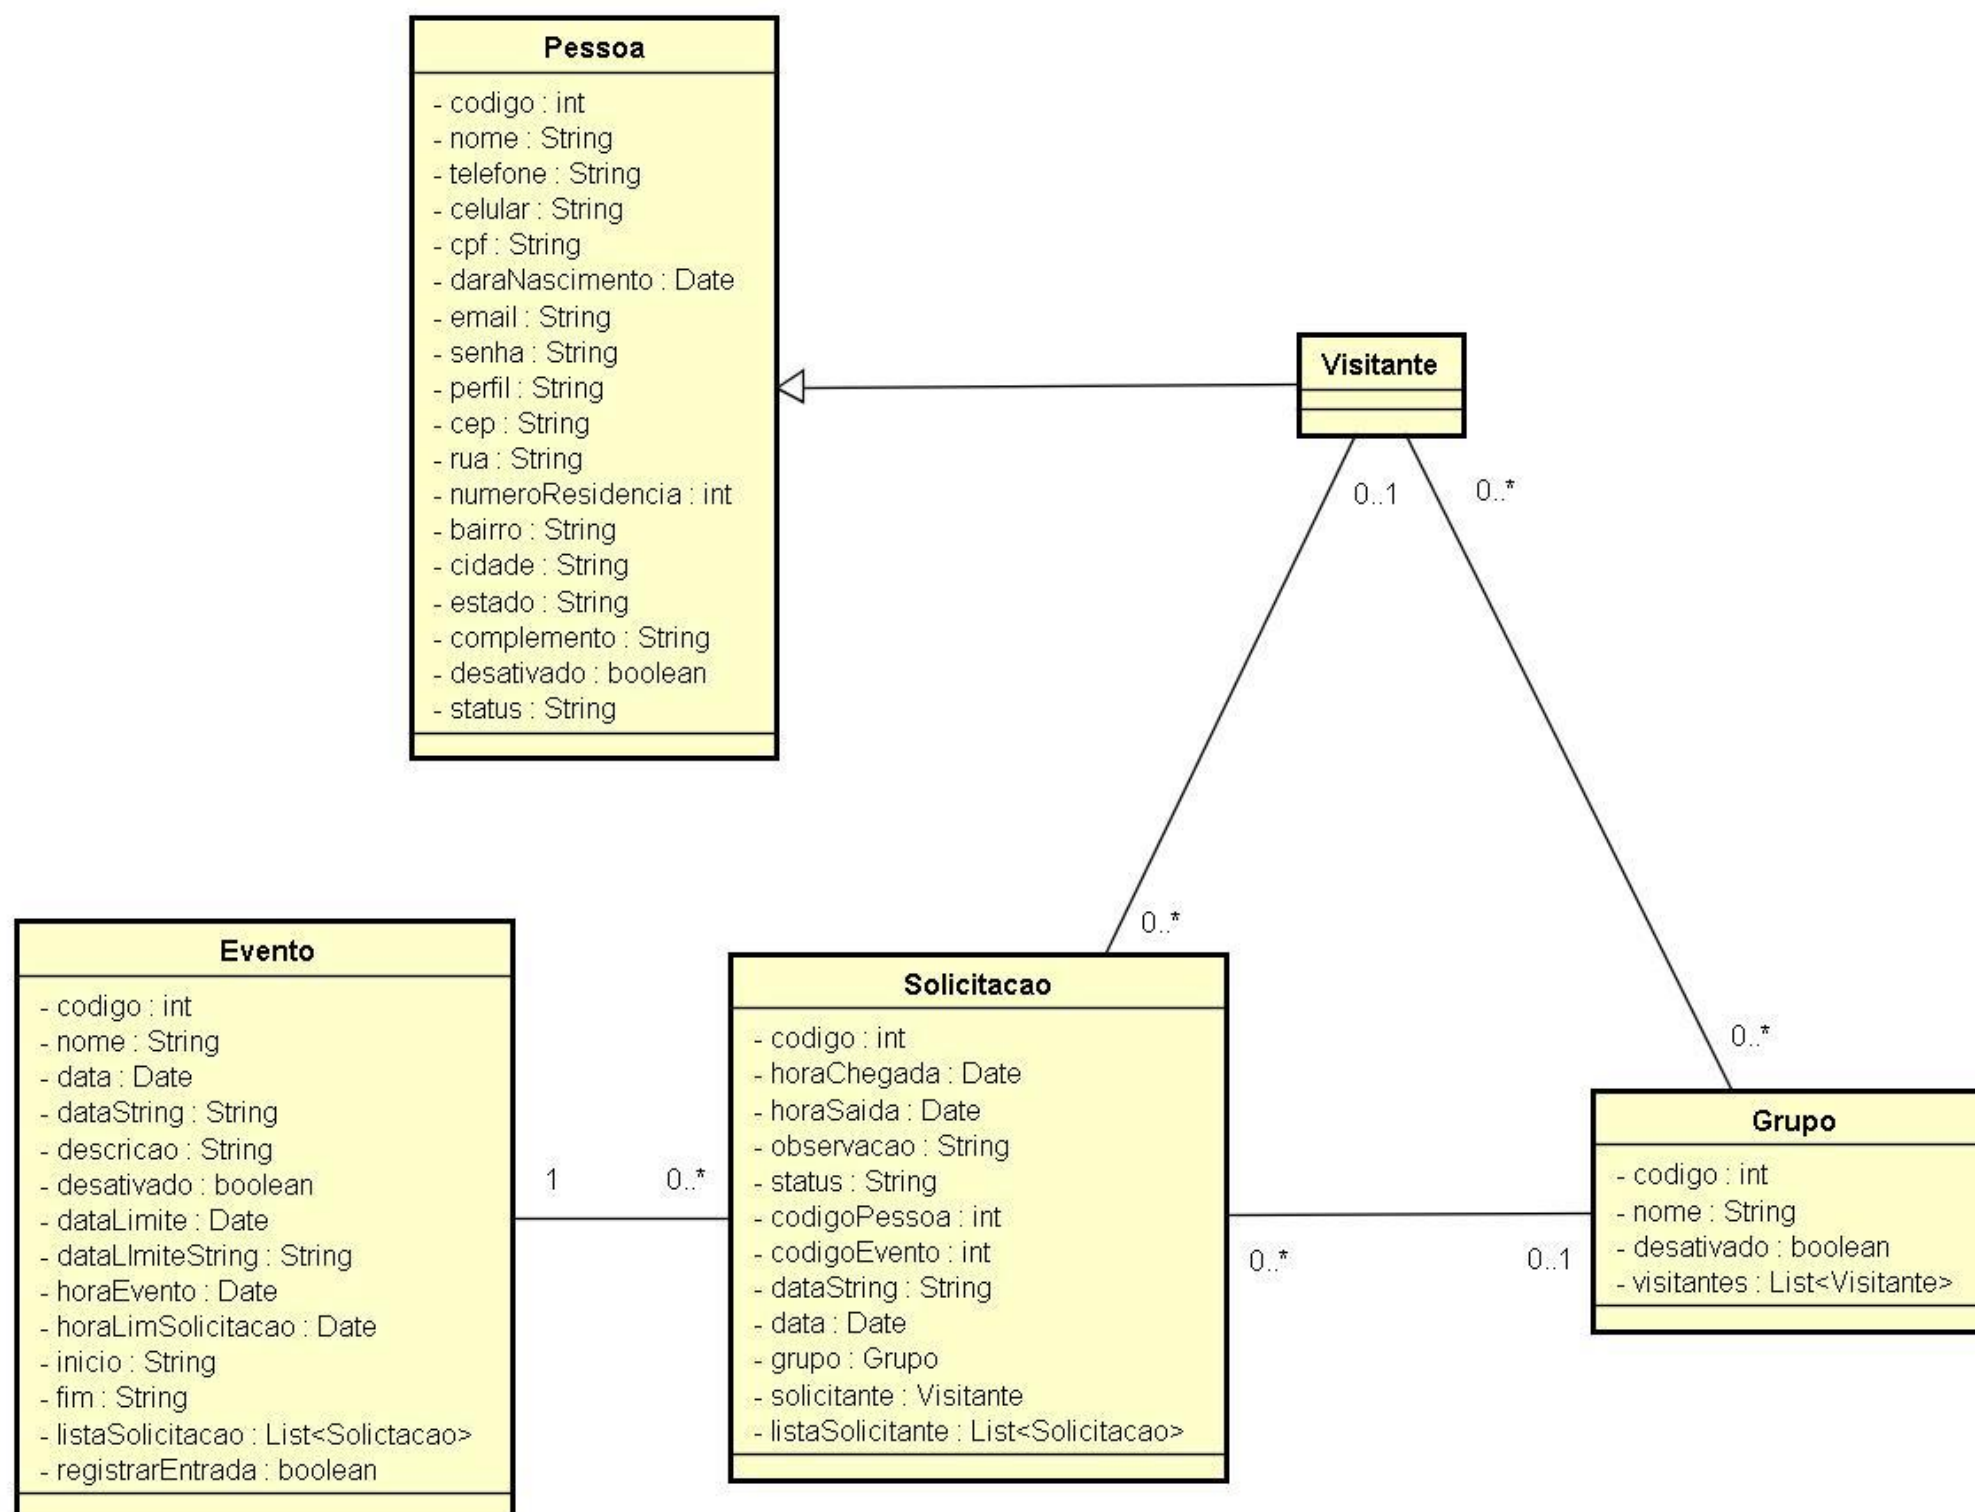 Pessoa
- codigo : int
- nome : String
- telefone : String
- celular : String
- cpf : String
- daraNascimento : Date
- email : String
- senha : String
- perfil : String
- cep : String
- rua : String
- numeroResidencia : int
- bairro : String
- cidade : String
- estado : String
- complemento : String
- desativado : boolean
- status : String
Visitante
0..1
0..*
0..*
0..*
Evento
- codigo : int
- nome : String
- data : Date
- dataString : String
- descricao : String
- desativado : boolean
- dataLimite : Date
- dataLImiteString : String
- horaEvento : Date
- horaLimSolicitacao : Date
- inicio : String
- fim : String
- listaSolicitacao : List<Solictacao>
- registrarEntrada : boolean
1
0..*
Solicitacao
- codigo : int
- horaChegada : Date
- horaSaida : Date
- observacao : String
- status : String
- codigoPessoa : int
- codigoEvento : int
- dataString : String
- data : Date
- grupo : Grupo
- solicitante : Visitante
- listaSolicitante : List<Solicitacao>
0..*
0..1
Grupo
- codigo : int
- nome : String
- desativado : boolean
- visitantes : List<Visitante>